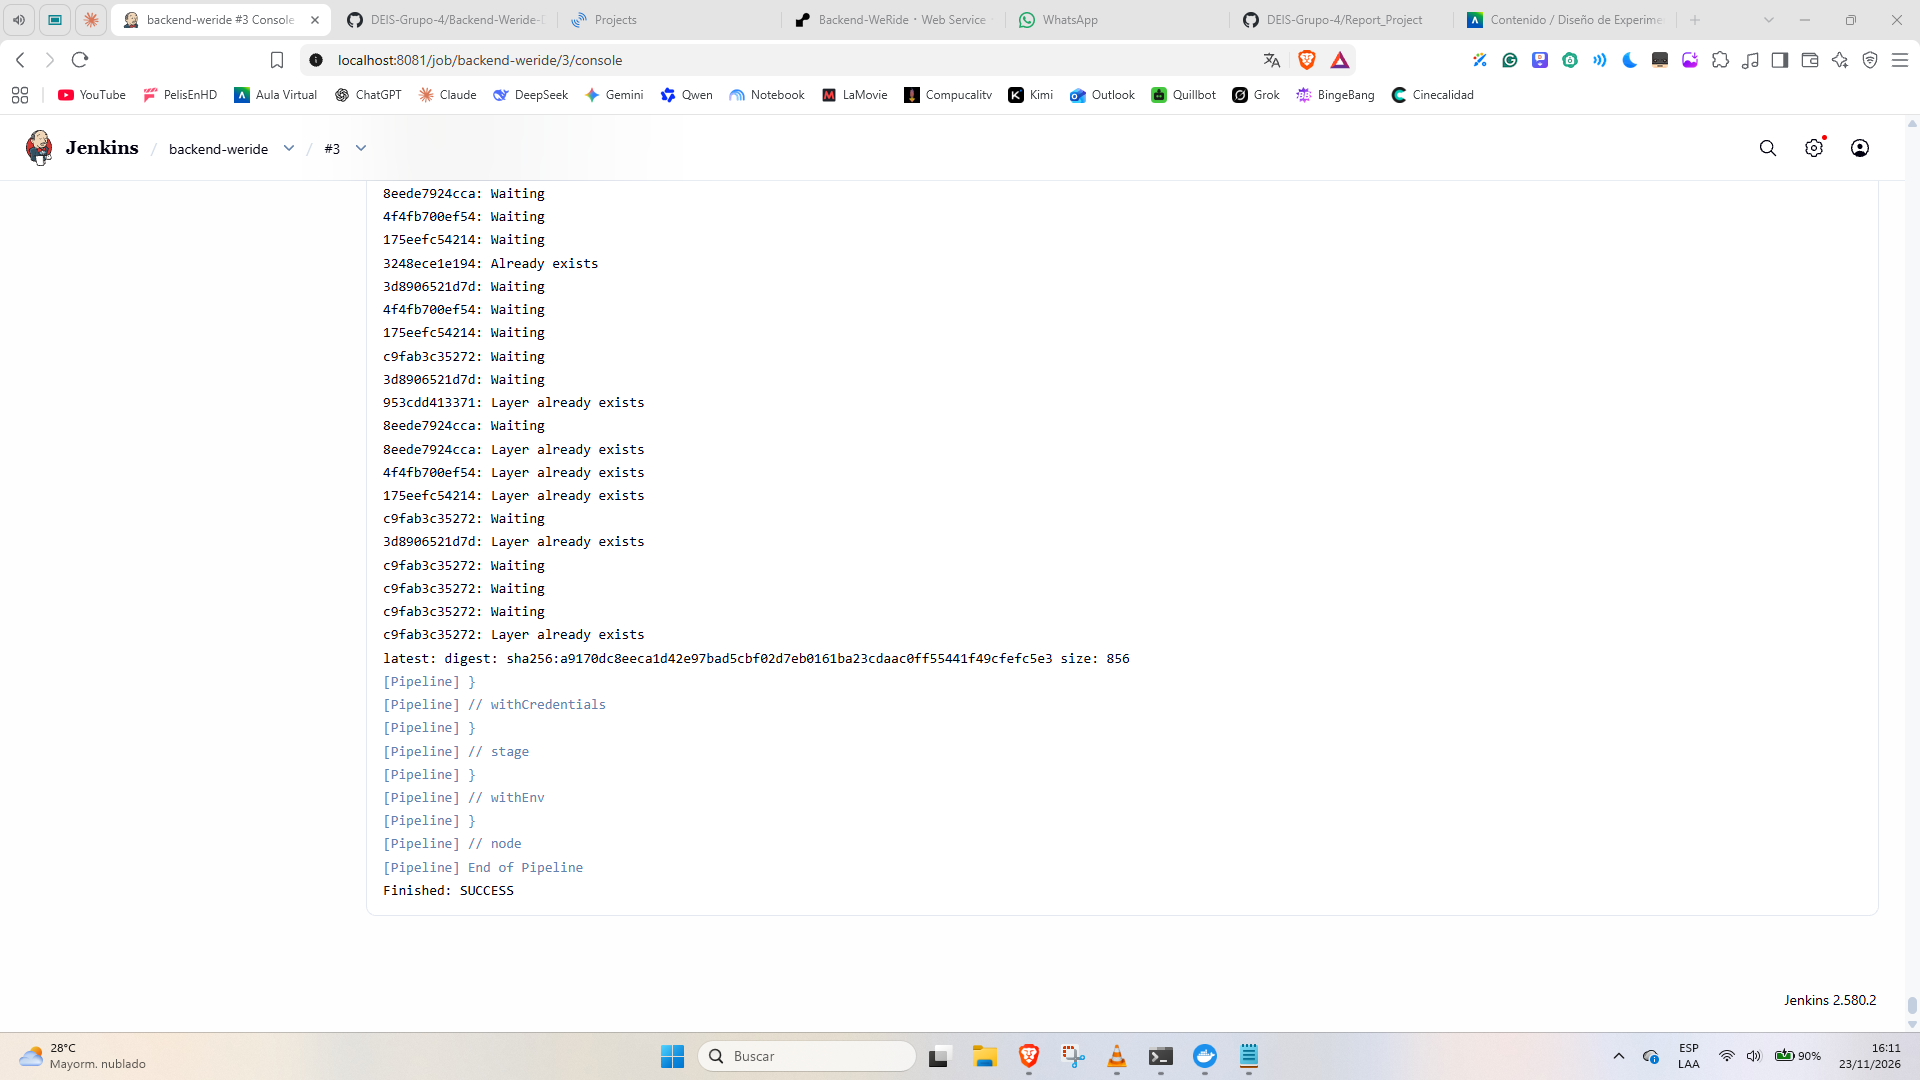 backend-weride #3 Console
DEIS-Grupo-4/Backend-Weride-D
Projects
Backend-WeRide · Web Service
WhatsApp
DEIS-Grupo-4/Report_Project
Contenido / Diseño de Experime
localhost:8081/job/backend-weride/3/console
YouTube
PelisEnHD
Aula Virtual
ChatGPT
Claude
DeepSeek
Gemini
Qwen
Notebook
LaMovie
Compucalitv
Kimi
Outlook
Quillbot
Grok
BingeBang
Cinecalidad
Jenkins / backend-weride / #3
8eede7924cca: Waiting
4f4fb700ef54: Waiting
175eefc54214: Waiting
3248ece1e194: Already exists
3d8906521d7d: Waiting
4f4fb700ef54: Waiting
175eefc54214: Waiting
c9fab3c35272: Waiting
3d8906521d7d: Waiting
953cdd413371: Layer already exists
8eede7924cca: Waiting
8eede7924cca: Layer already exists
4f4fb700ef54: Layer already exists
175eefc54214: Layer already exists
c9fab3c35272: Waiting
3d8906521d7d: Layer already exists
c9fab3c35272: Waiting
c9fab3c35272: Waiting
c9fab3c35272: Waiting
c9fab3c35272: Layer already exists
latest: digest: sha256:a9170dc8eeca1d42e97bad5cbf02d7eb0161ba23cdaac0ff55441f49cfefc5e3 size: 856
[Pipeline] }
[Pipeline] // withCredentials
[Pipeline] }
[Pipeline] // stage
[Pipeline] }
[Pipeline] // withEnv
[Pipeline] }
[Pipeline] // node
[Pipeline] End of Pipeline
Finished: SUCCESS
Jenkins 2.580.2
28°C
Mayorm. nublado
Buscar
ESP
LAA
90%
16:11
23/11/2026